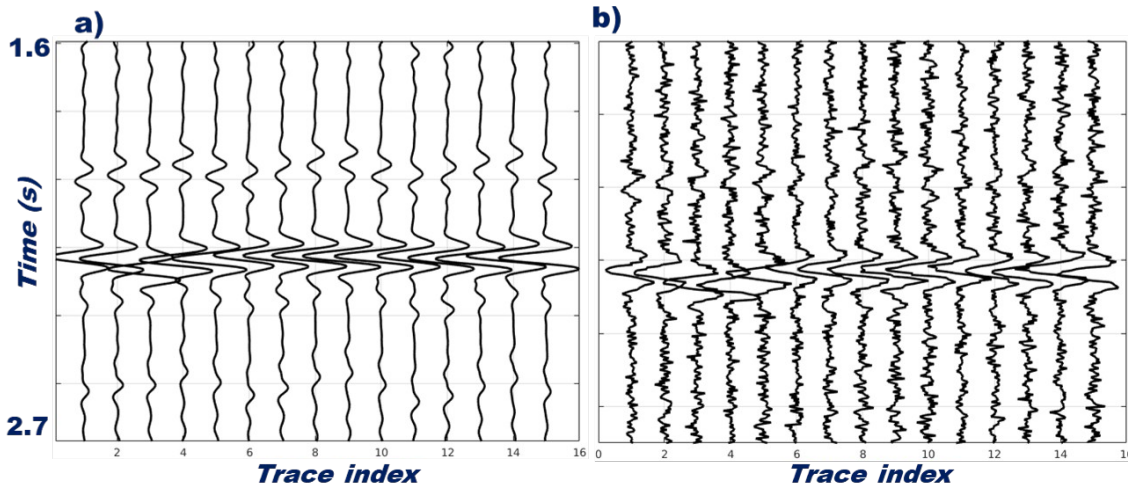 a)
b)
1.6
Time (s)
2.7
2 4 6 8 10 12 14 16
0 2 4 6 8 10 12 14 16
Trace index
Trace index